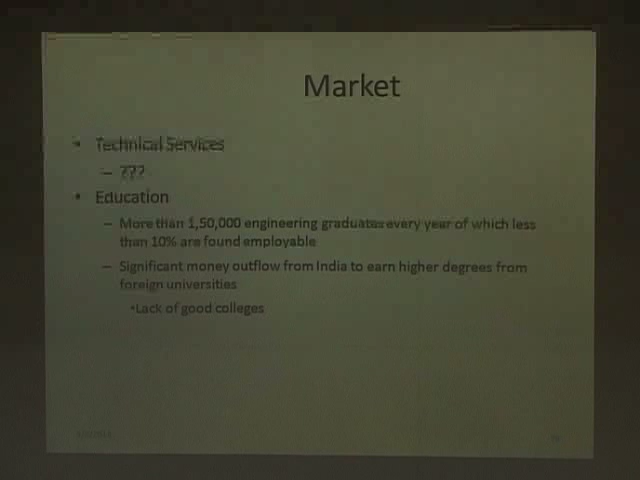 Market
• Technical Services
– ???
• Education
– More than 1,50,000 engineering graduates every year of which less
than 10% are found employable
– Significant money outflow from India to earn higher degrees from
foreign universities
•Lack of good colleges